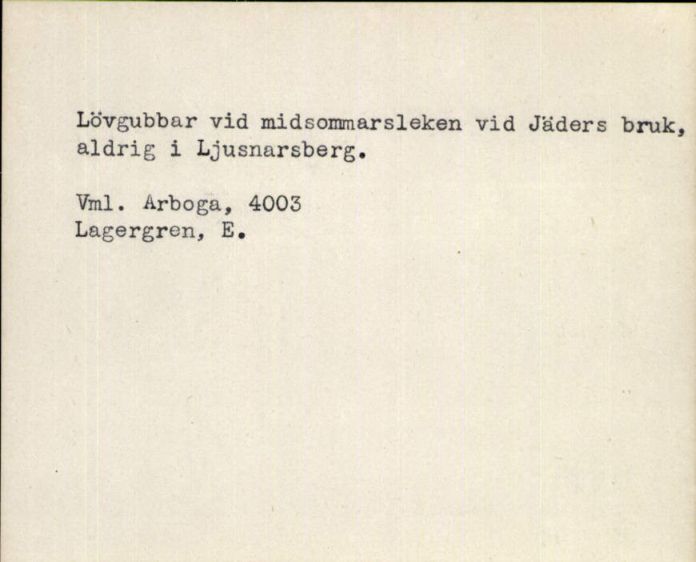 Lövgubbar vid midsommarsleken vid Jäders bruk,
aldrig i Ljusnarsberg.
Vml. Arboga, 4003
Lagergren, E.